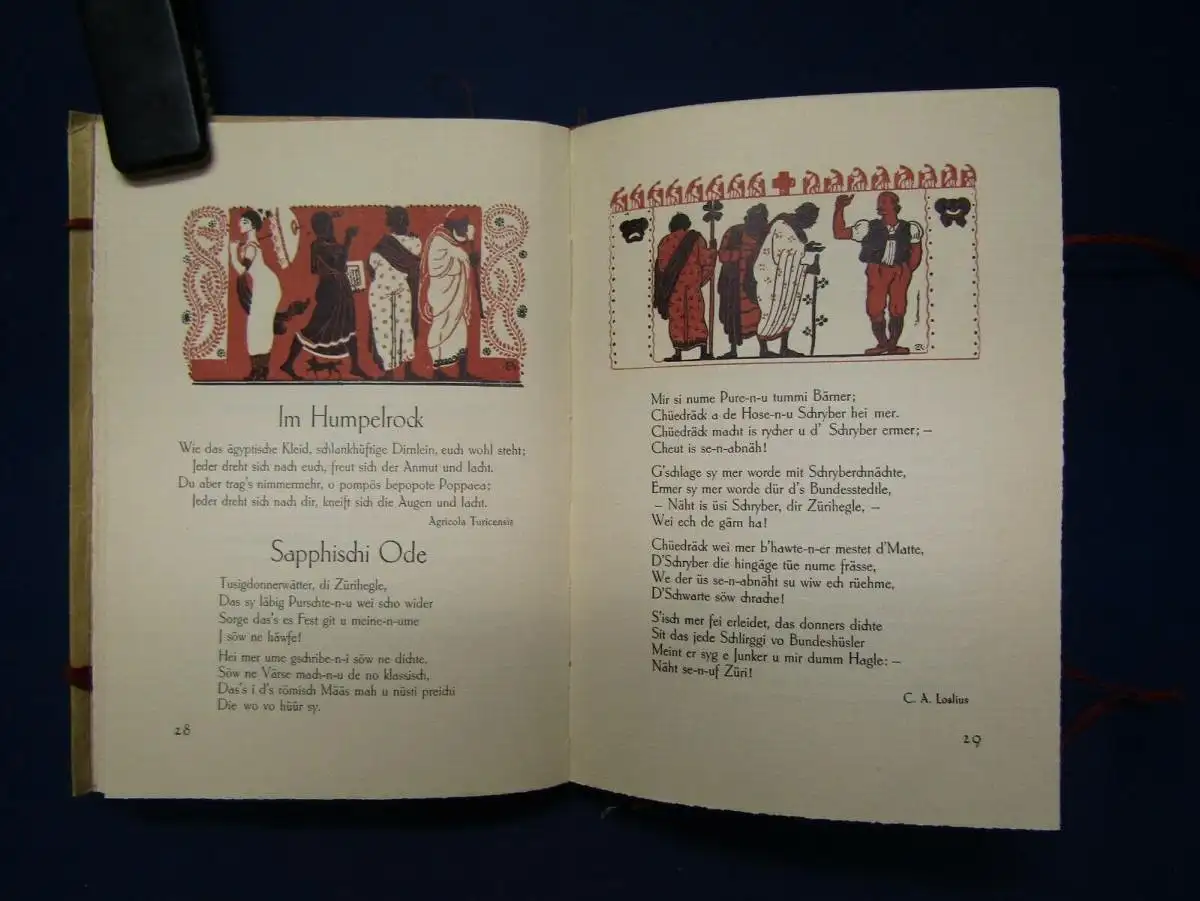 Im Humpelrock
Wie das ägyptische Kleid, schlankhüftige Dirnlein, euch wohl steht;
Jeder dreht sich nach euch, freut sich der Anmut und lacht.
Du aber trag's nimmermehr, o pompös bepopote Poppaea;
Jeder dreht sich nach dir, kneift sich die Augen und lacht.
Agricola Turicensis
Sapphischi Ode
Tusigdonnerwätter, di Zürihegle,
Das sy läbig Purschte-n-u wei scho wider
Sorge das's es Fest git u meine-n-ume
J söw ne häwfe!
Hei mer ume gschribe-n-i söw ne dichte,
Söw ne Värse mach-n-u de no klassisch,
Das's i d's römisch Määs mah u nüsti preichi
Die wo vo hüür sy.
28
Mir si nume Pure-n-u tummi Bärner;
Chüedräck a de Hose-n-u Schryber hei mer.
Chüedräck macht is rycher u d' Schryber ermer; –
Cheut is se-n-abnäh!
G'schlage sy mer worde mit Schryberchnächte,
Ermer sy mer worde dür d's Bundesstedtle,
– Näht is üsi Schryber, dir Zürihegle, –
Wei ech de gärn ha!
Chüedräck wei mer b'hawte-n-er mestet d'Matte,
D'Schryber die hingäge tüe nume frässe,
We der üs se-n-abnäht su wiw ech rüehme,
D'Schwarte söw chrache!
S'isch mer fei erleidet, das donners dichte
Sit das jede Schlirggi vo Bundeshüsler
Meint er syg e Junker u mir dumm Hagle: –
Näht se-n-uf Züri!
C. A. Loslius
29